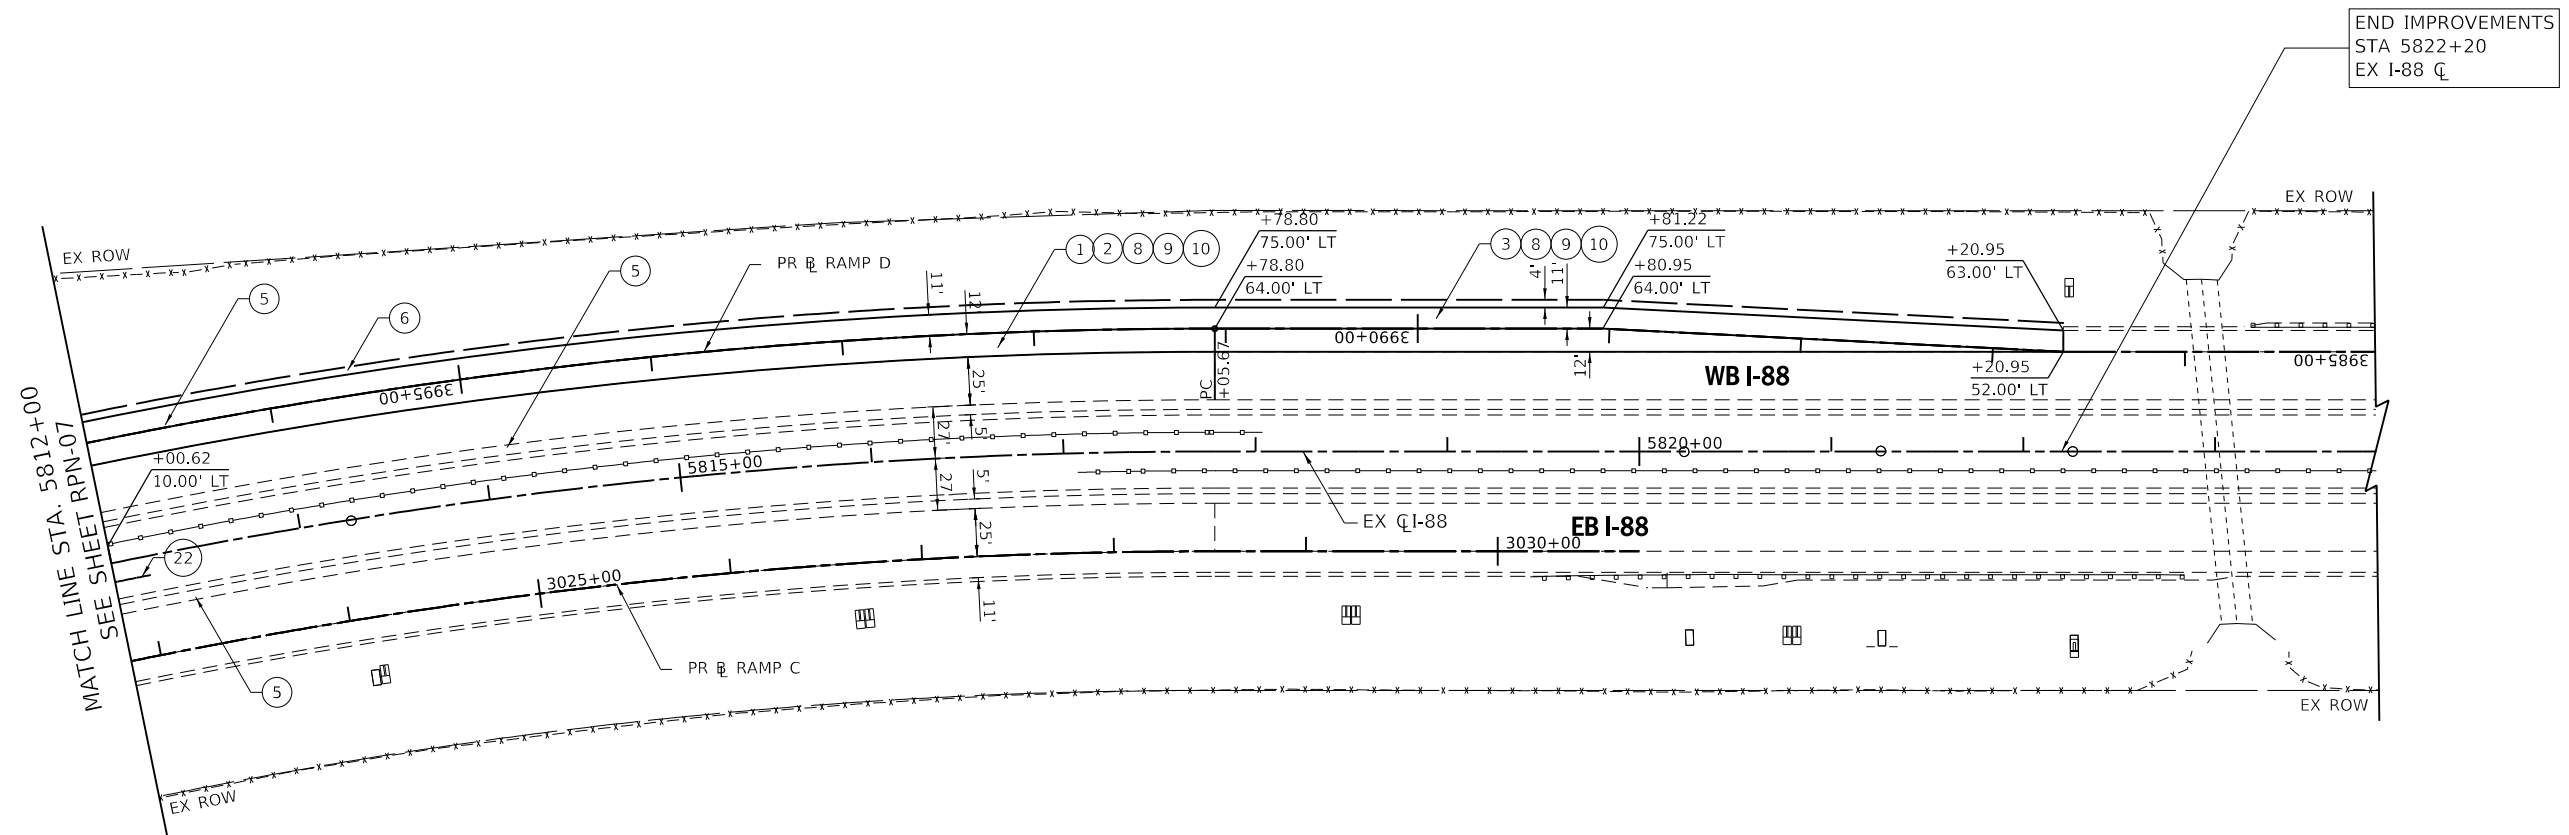 END IMPROVEMENTS
STA 5822+20
EX I-88 ℄
EX ROW
EX ROW
+78.80
75.00' LT
+81.22
75.00' LT
5
PR ℄ RAMP D
1 2 8 9 10
3 8 9 10
+78.80
64.00' LT
+80.95
64.00' LT
+20.95
63.00' LT
5
6
11'
12'
4'
11'
3990+00
3985+00
3995+00
25'
PC
+05.67
12'
WB I-88
+20.95
52.00' LT
MATCH LINE STA. 5812+00
SEE SHEET RPN-07
+00.62
10.00' LT
5815+00
27'
5'
5820+00
27
5'
EX ℄ I-88
EB I-88
22
25'
3030+00
3025+00
11'
PR ℄ RAMP C
5
EX ROW
EX ROW